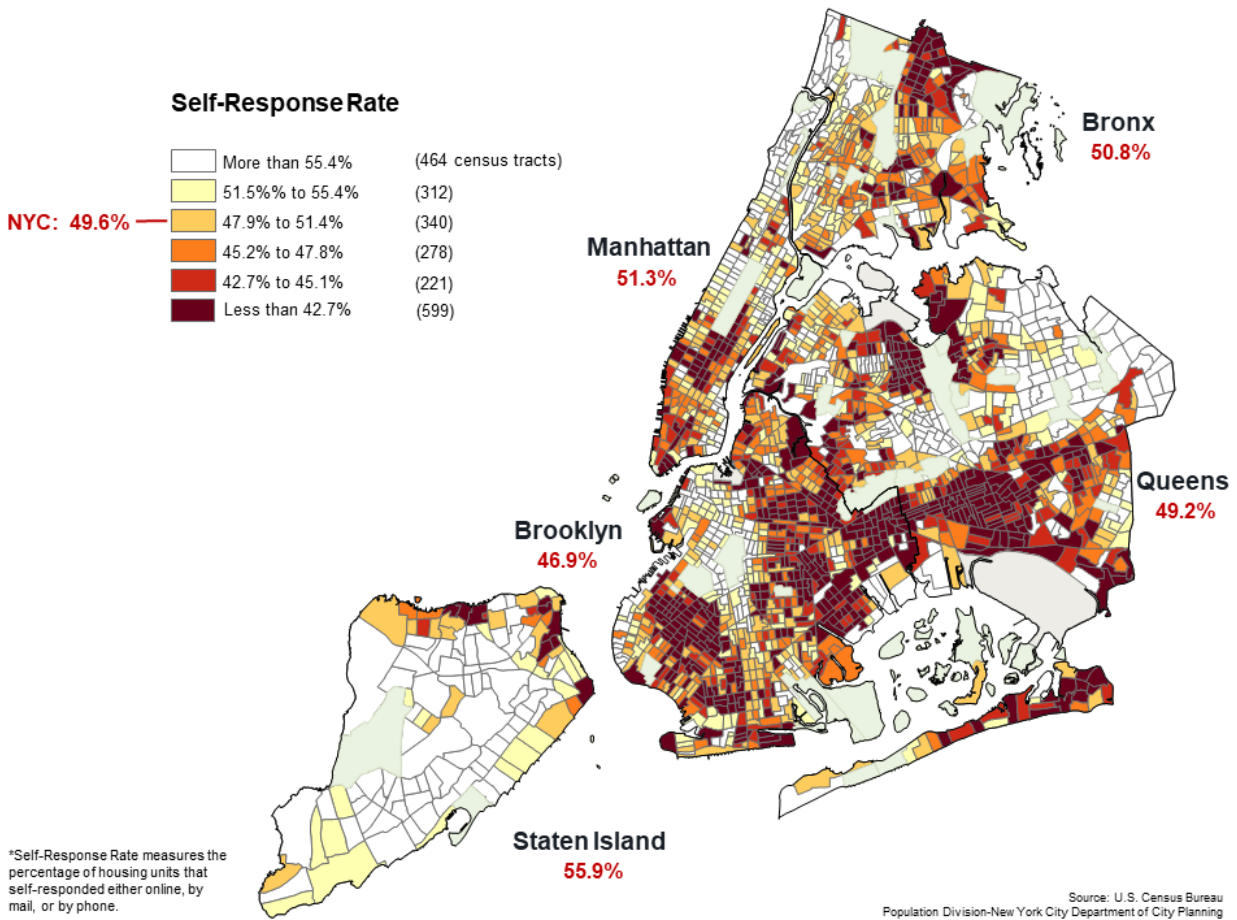 Self-Response Rate
More than 55.4% (464 census tracts)
51.5%% to 55.4% (312)
NYC: 49.6% 47.9% to 51.4% (340)
45.2% to 47.8% (278)
42.7% to 45.1% (221)
Less than 42.7% (599)
Bronx
50.8%
Manhattan
51.3%
Queens
49.2%
Brooklyn
46.9%
Staten Island
55.9%
*Self-Response Rate measures the
percentage of housing units that
self-responded either online, by
mail, or by phone.
Source: U.S. Census Bureau
Population Division-New York City Department of City Planning